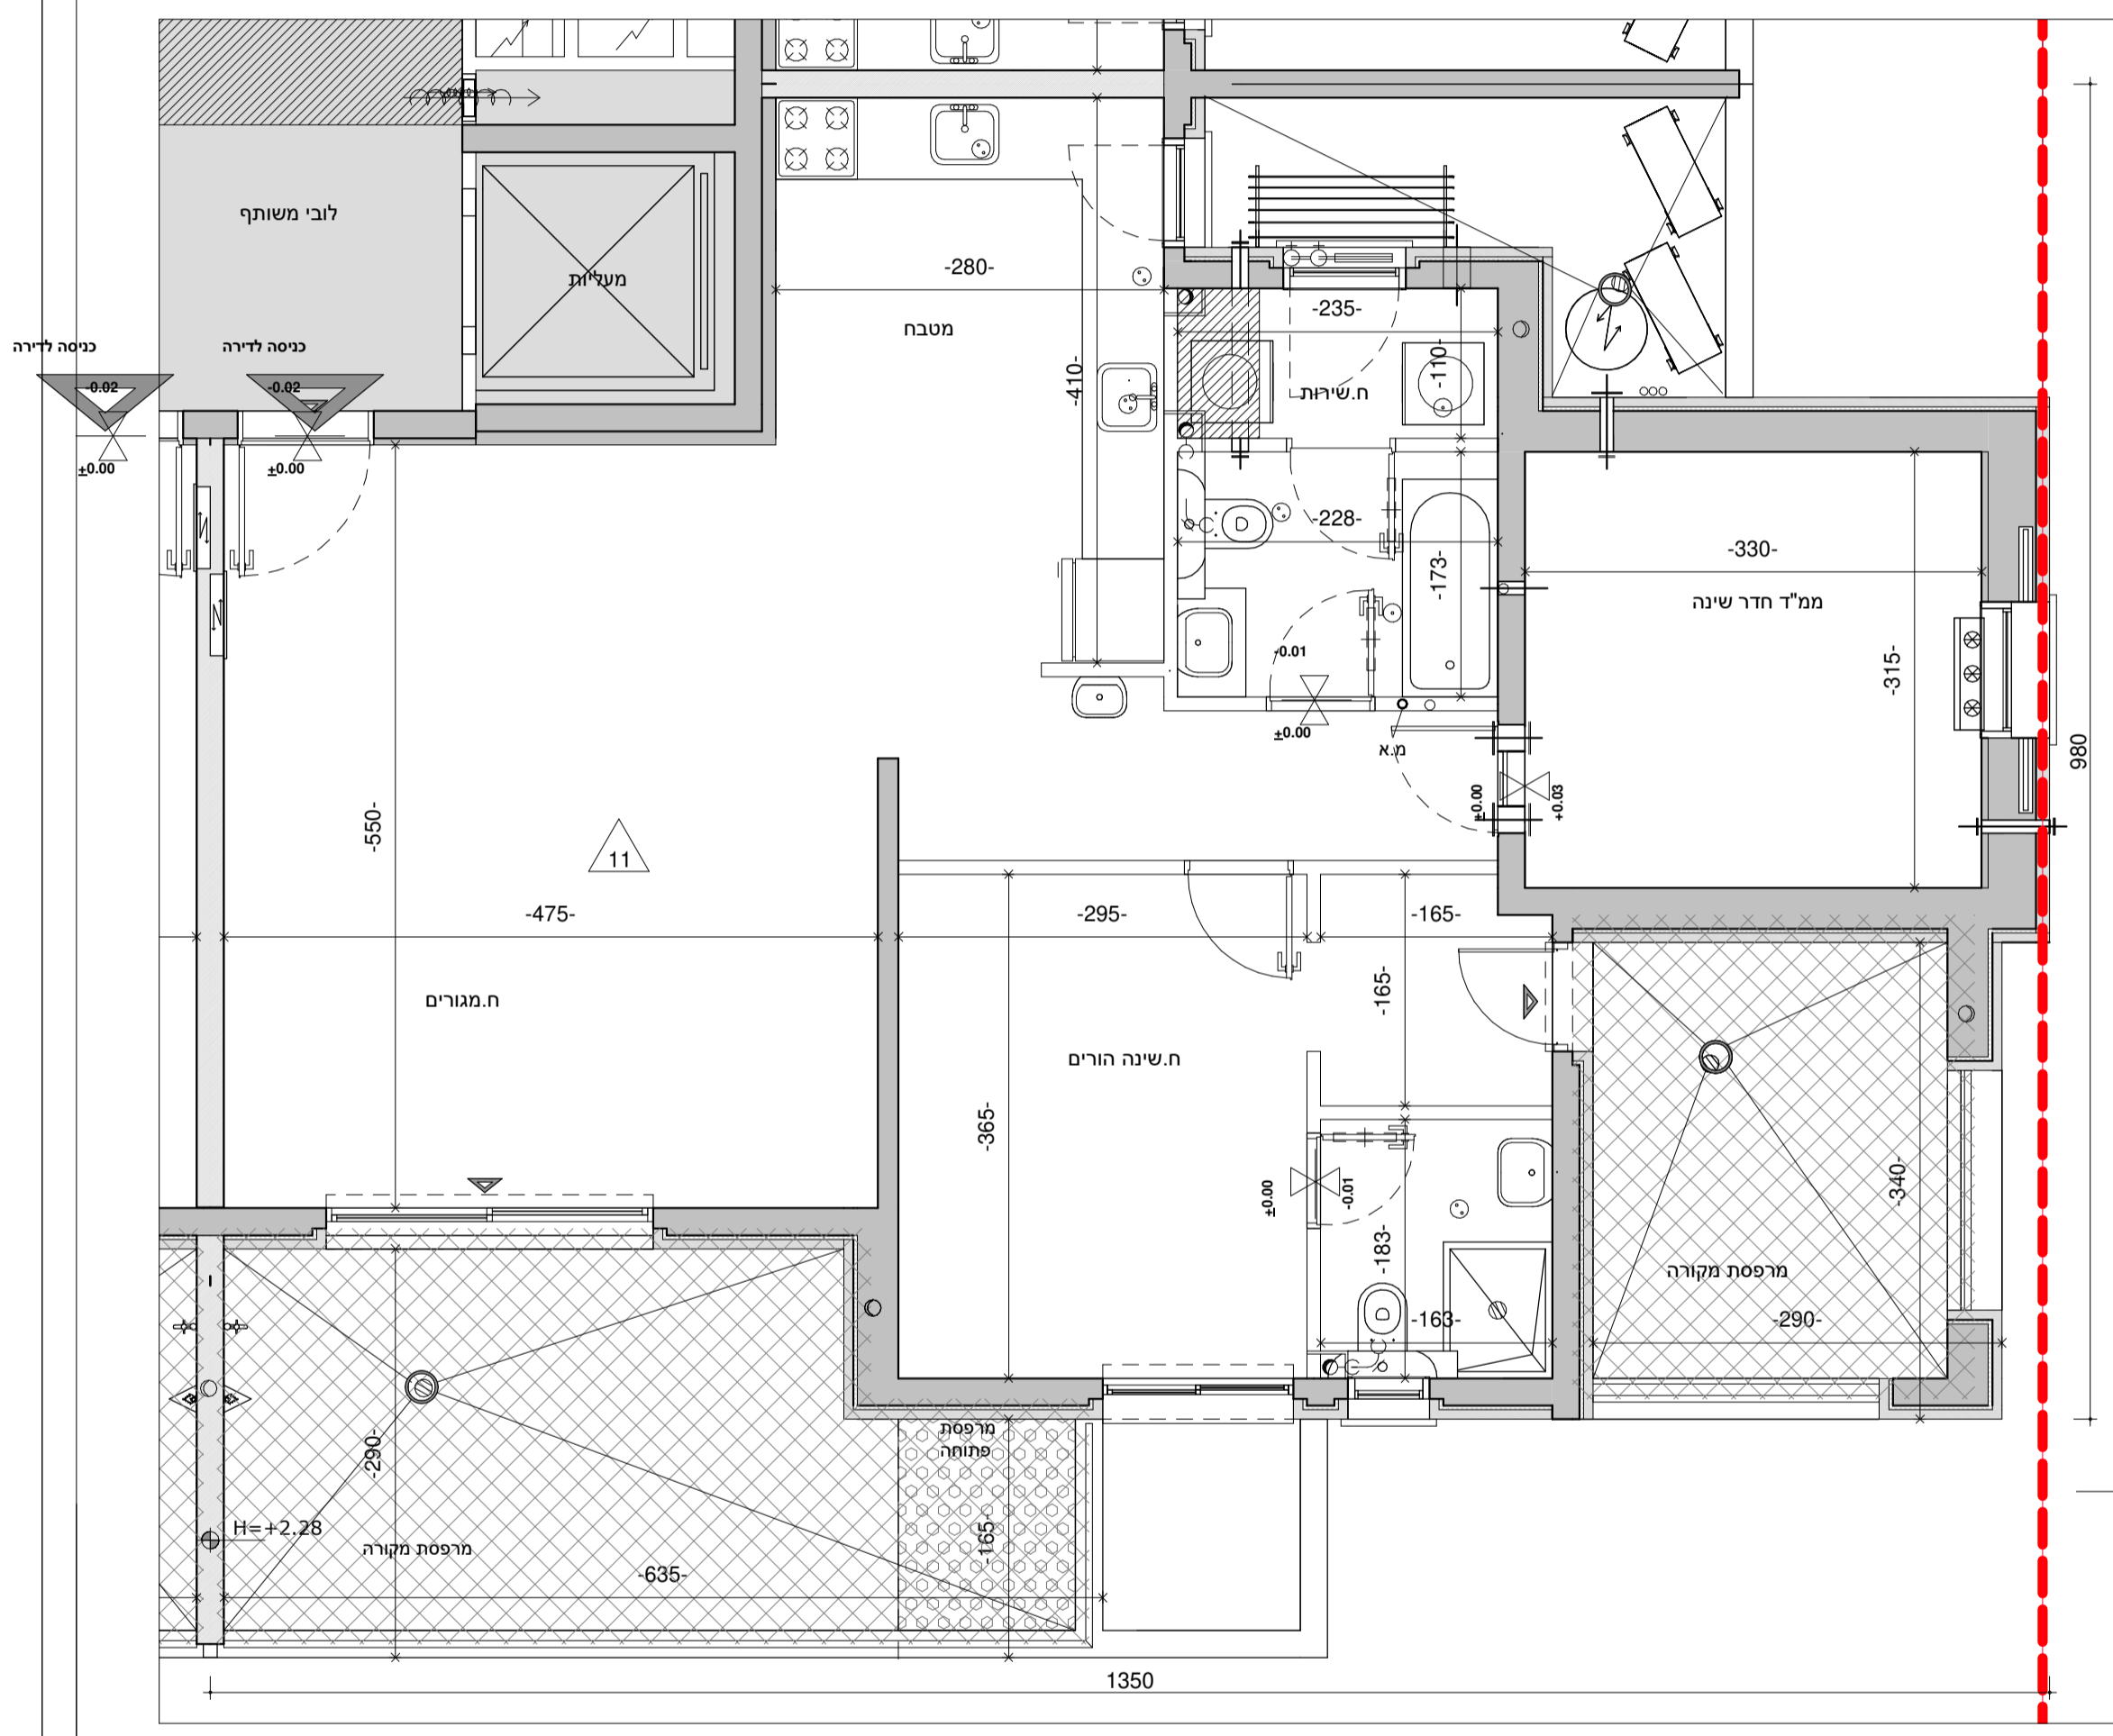 לובי משותף
מעליות
כניסה לדירה
כניסה לדירה
-0.02
-0.02
±0.00
±0.00
-280-
מטבח
-410-
-235-
-110-
ח.שירות
-228-
-173-
-0.01
±0.00
מ.א
-330-
ממ"ד חדר שינה
-315-
±0.00
+0.03
980
-550-
11
-475-
ח.מגורים
-295-
-165-
-165-
ח.שינה הורים
-365-
±0.00
-0.01
-183-
-163-
-340-
מרפסת מקורה
-290-
מרפסת
פתוחה
-290-
-165-
H=+2.28
מרפסת מקורה
-635-
1350